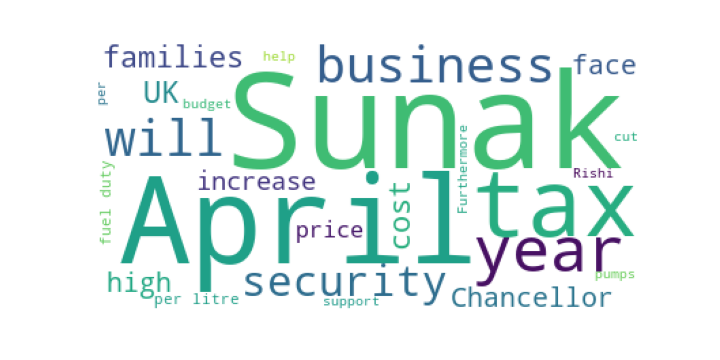 families
help
business
face
Sunak
per
UK
budget
will
cut
Furthermore
fuel duty
increase
Rishi
April
cost
tax
price
year
high
security
pumps
per litre
support
Chancellor